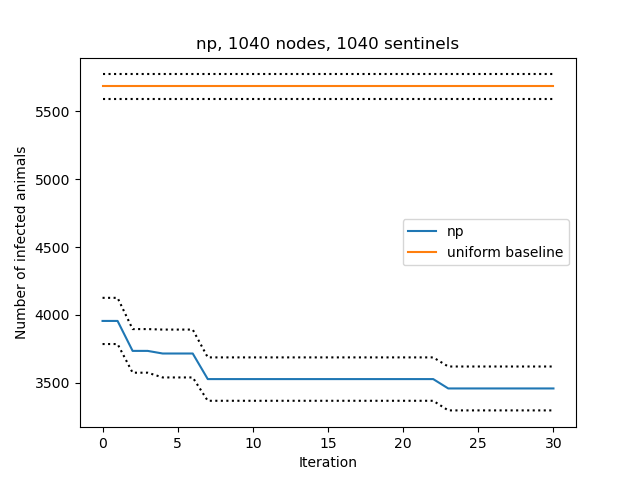 np, 1040 nodes, 1040 sentinels
Number of infected animals
5500
5000
4500
4000
3500
np
uniform baseline
0 5 10 15 20 25 30
Iteration